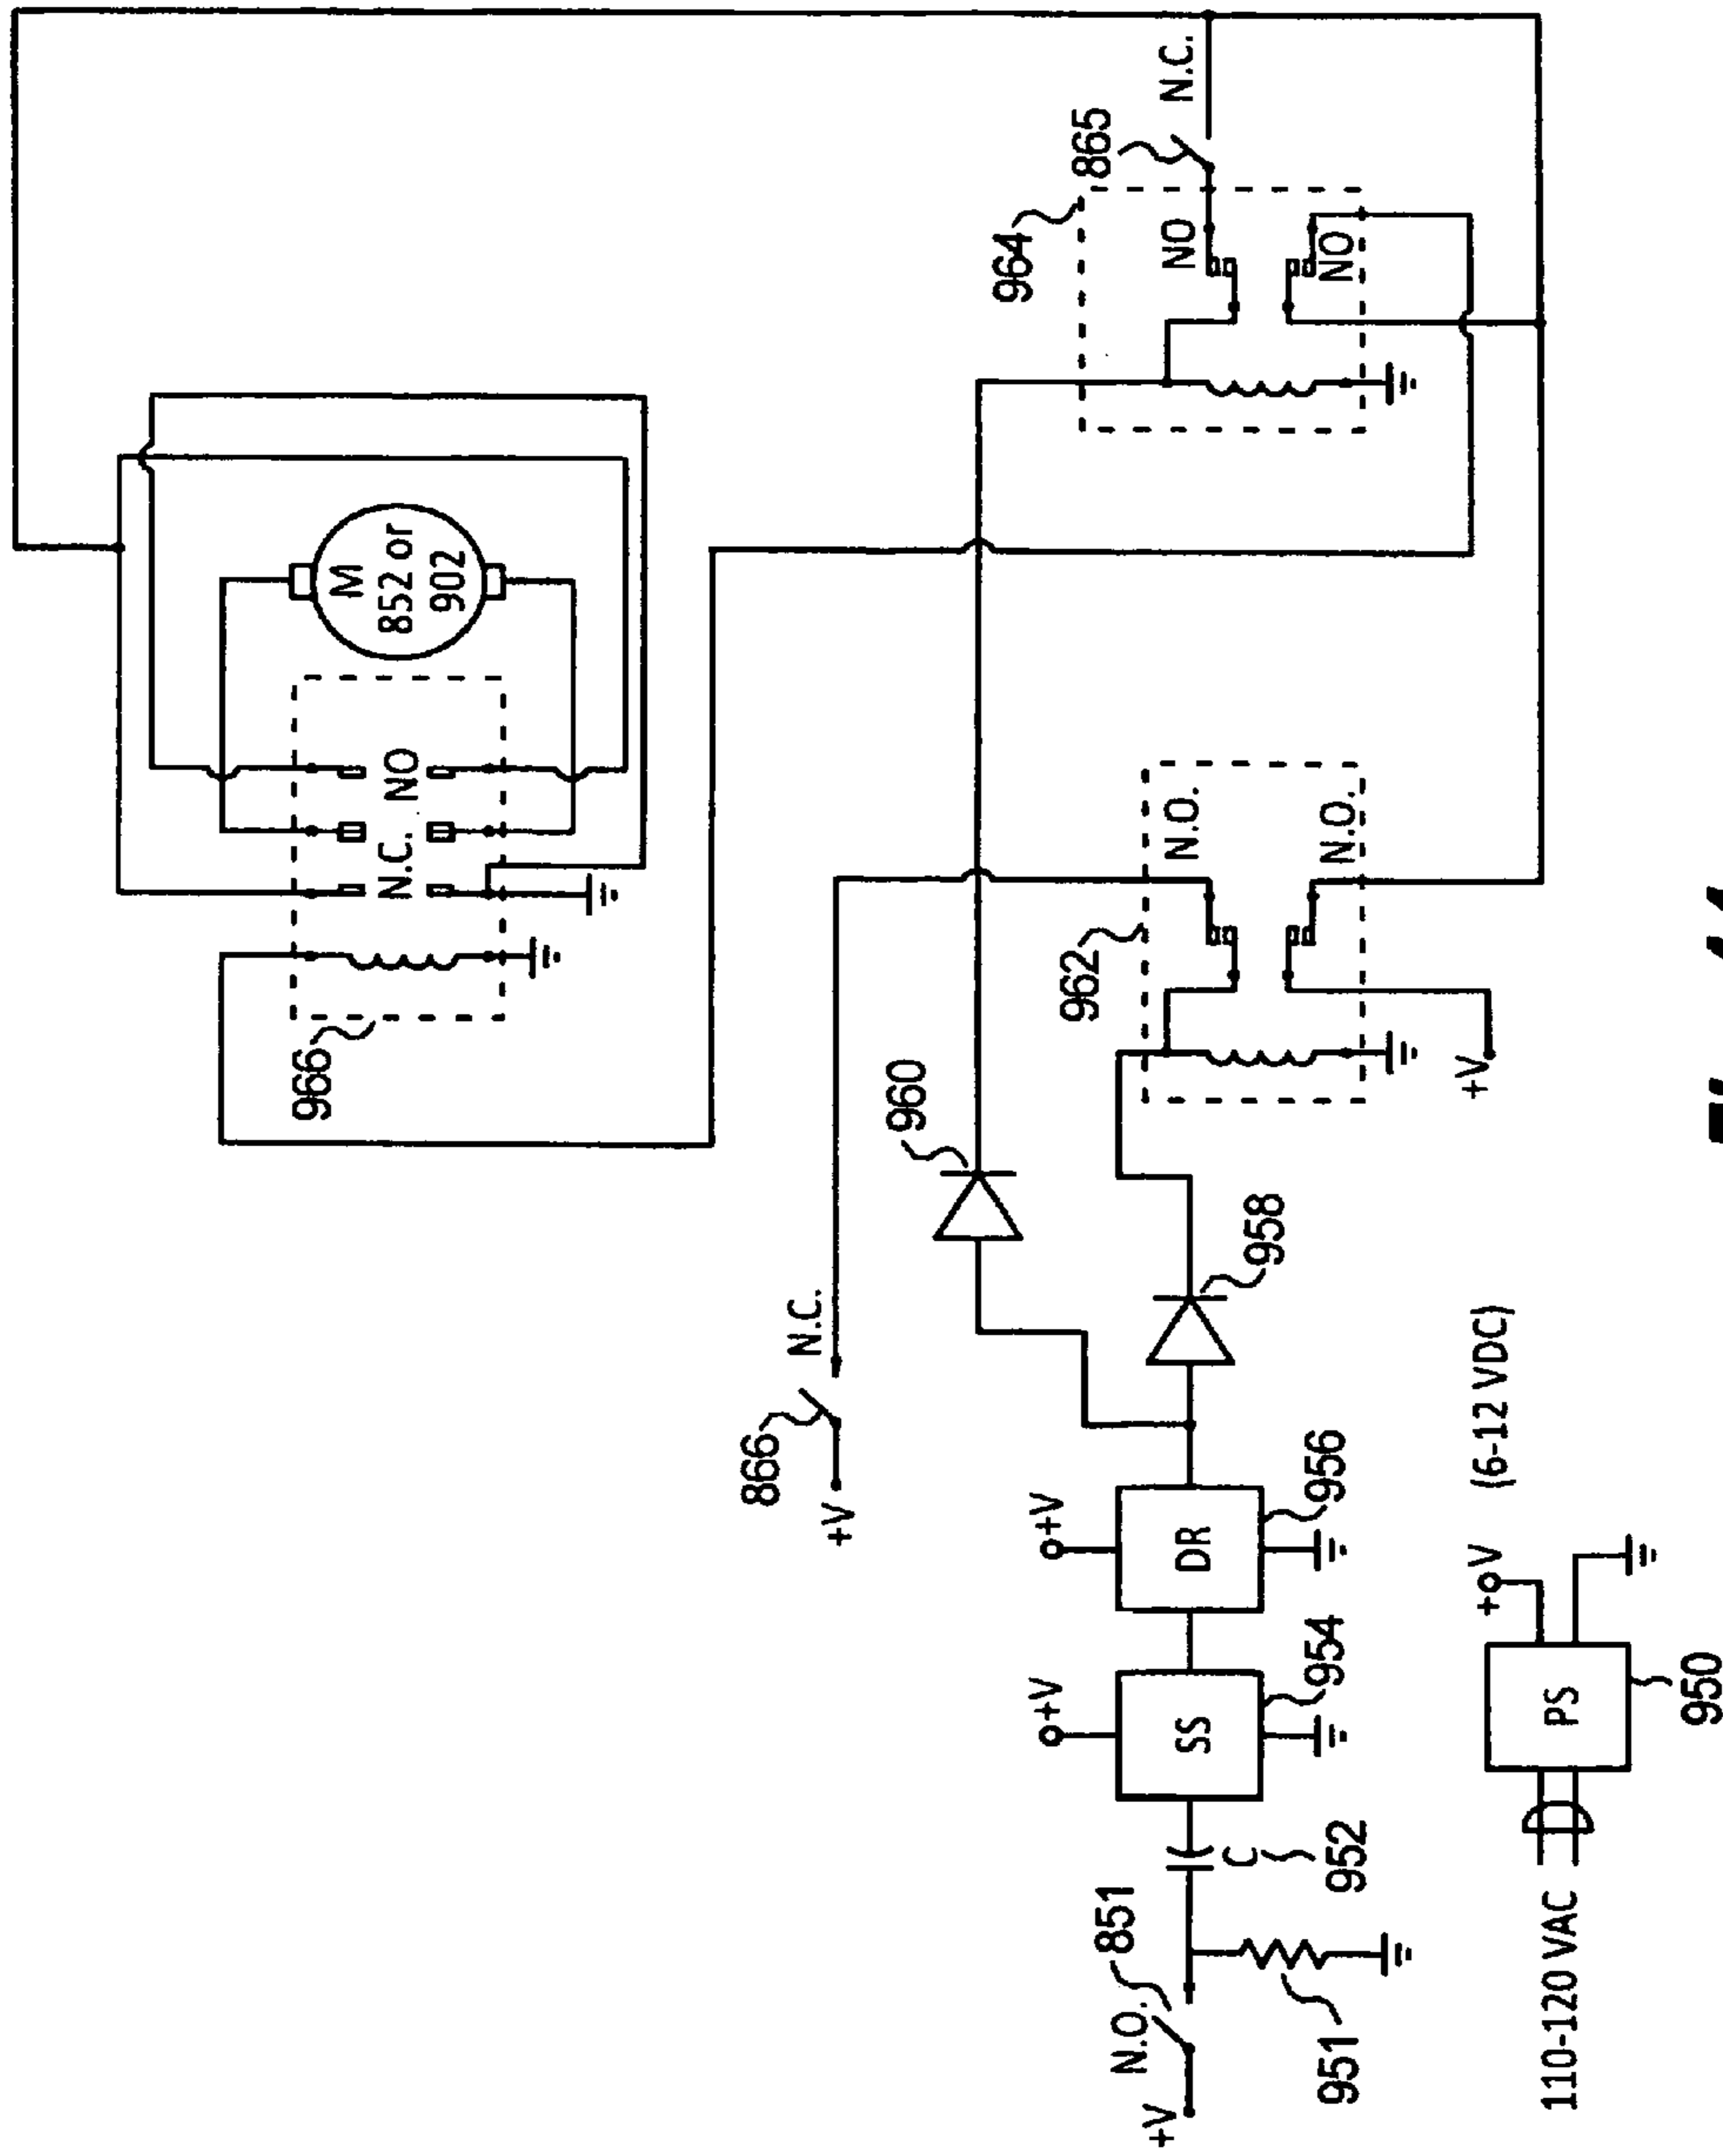 966
N.C.
NO
M
852 or
902
866
+V
N.C.
960
964
865
N.C.
NO
NO
962
N.O.
N.O.
+V
958
N.O.
851
+V
951
C
952
+V
SS
954
+V
DR
956
110-120 VAC
PS
950
+V
(6-12 VDC)